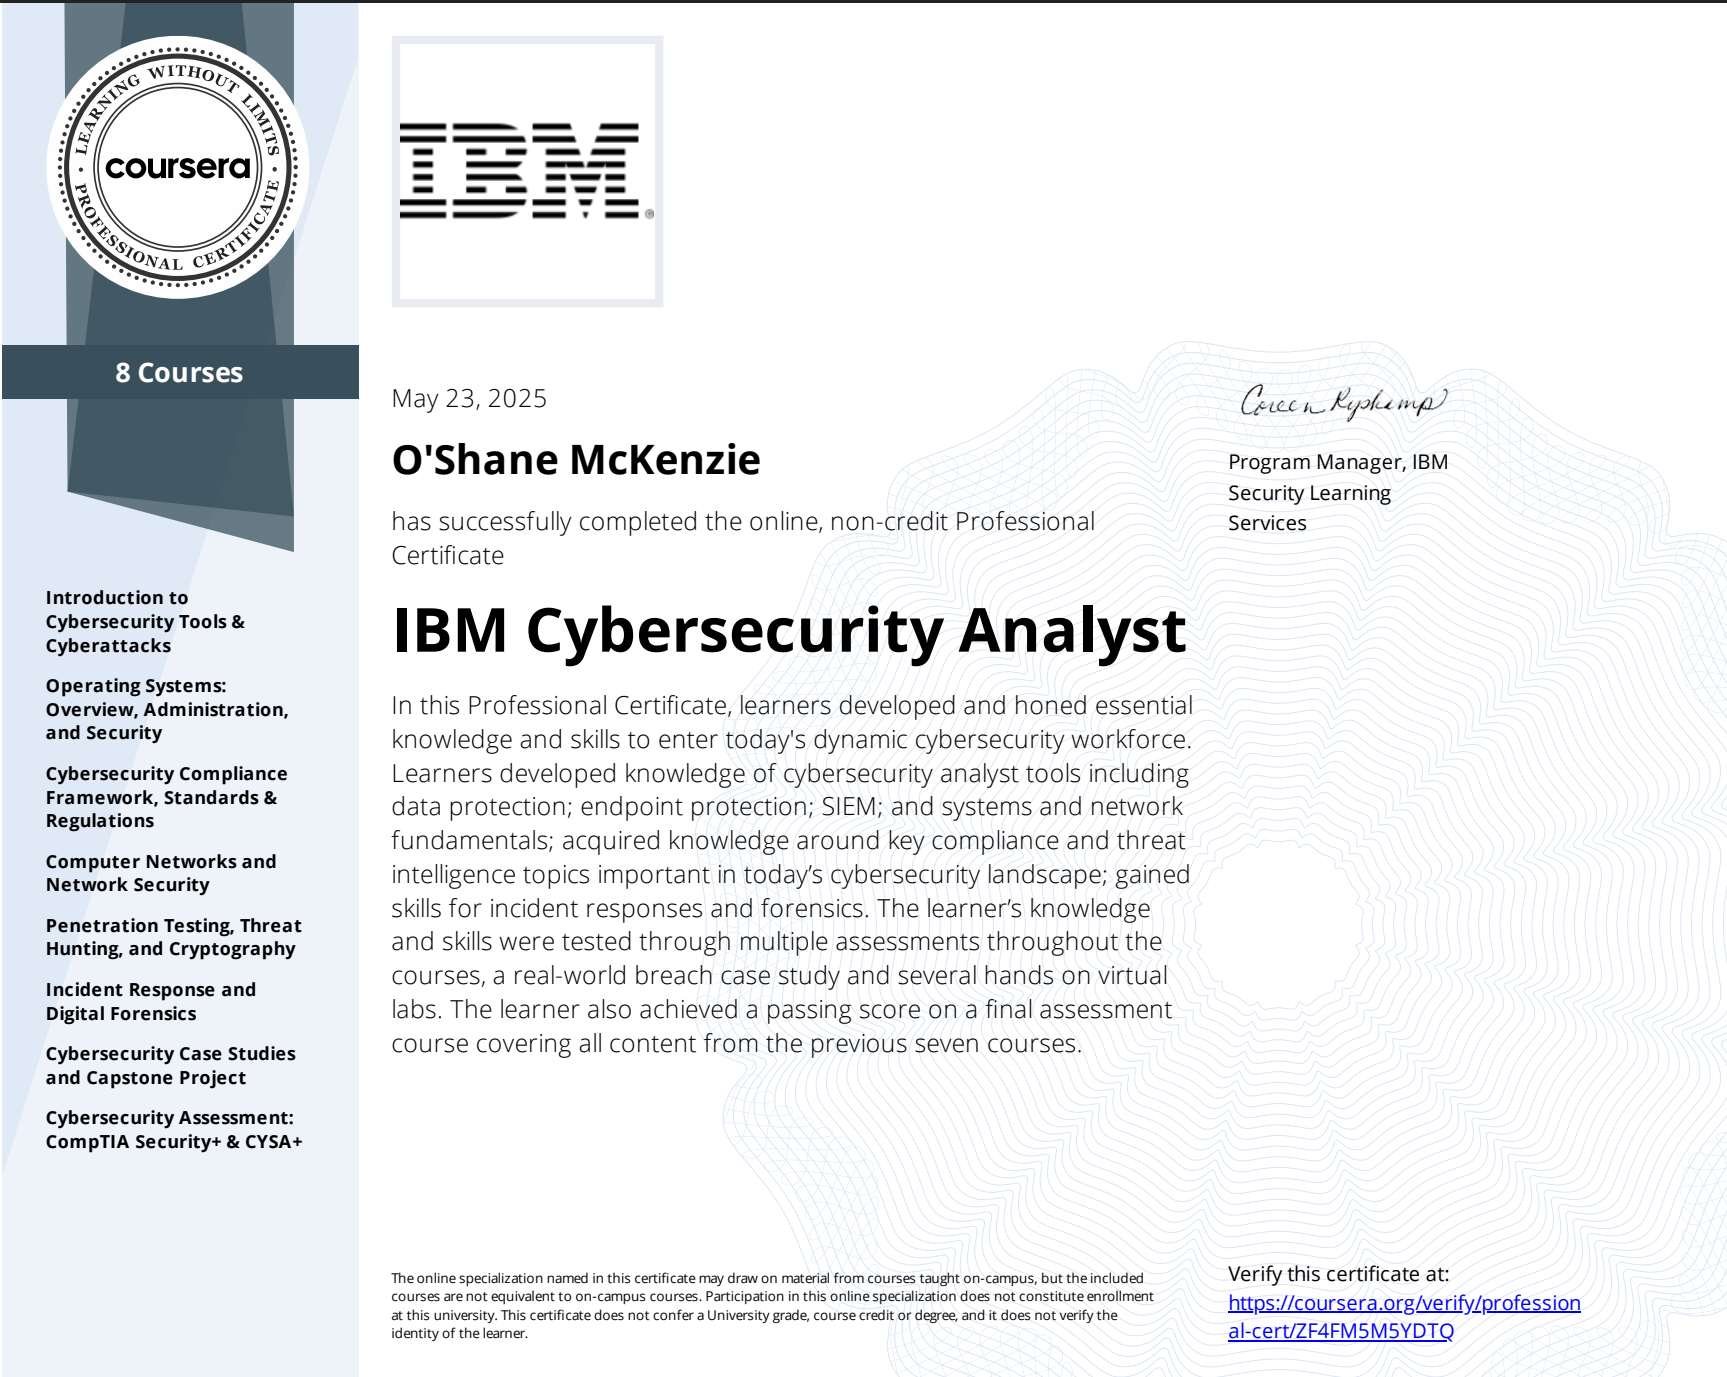 LEARNING WITHOUT LIMITS
coursera
PROFESSIONAL CERTIFICATE
8 Courses
Introduction to
Cybersecurity Tools &
Cyberattacks
Operating Systems:
Overview, Administration,
and Security
Cybersecurity Compliance
Framework, Standards &
Regulations
Computer Networks and
Network Security
Penetration Testing, Threat
Hunting, and Cryptography
Incident Response and
Digital Forensics
Cybersecurity Case Studies
and Capstone Project
Cybersecurity Assessment:
CompTIA Security+ & CYSA+
IBM®
May 23, 2025
O'Shane McKenzie
has successfully completed the online, non-credit Professional
Certificate
IBM Cybersecurity Analyst
In this Professional Certificate, learners developed and honed essential
knowledge and skills to enter today's dynamic cybersecurity workforce.
Learners developed knowledge of cybersecurity analyst tools including
data protection; endpoint protection; SIEM; and systems and network
fundamentals; acquired knowledge around key compliance and threat
intelligence topics important in today’s cybersecurity landscape; gained
skills for incident responses and forensics. The learner’s knowledge
and skills were tested through multiple assessments throughout the
courses, a real-world breach case study and several hands on virtual
labs. The learner also achieved a passing score on a final assessment
course covering all content from the previous seven courses.
The online specialization named in this certificate may draw on material from courses taught on-campus, but the included
courses are not equivalent to on-campus courses. Participation in this online specialization does not constitute enrollment
at this university. This certificate does not confer a University grade, course credit or degree, and it does not verify the
identity of the learner.
Coreen Ryskamp
Program Manager, IBM
Security Learning
Services
Verify this certificate at:
https://coursera.org/verify/profession
al-cert/ZF4FM5M5YDTQ